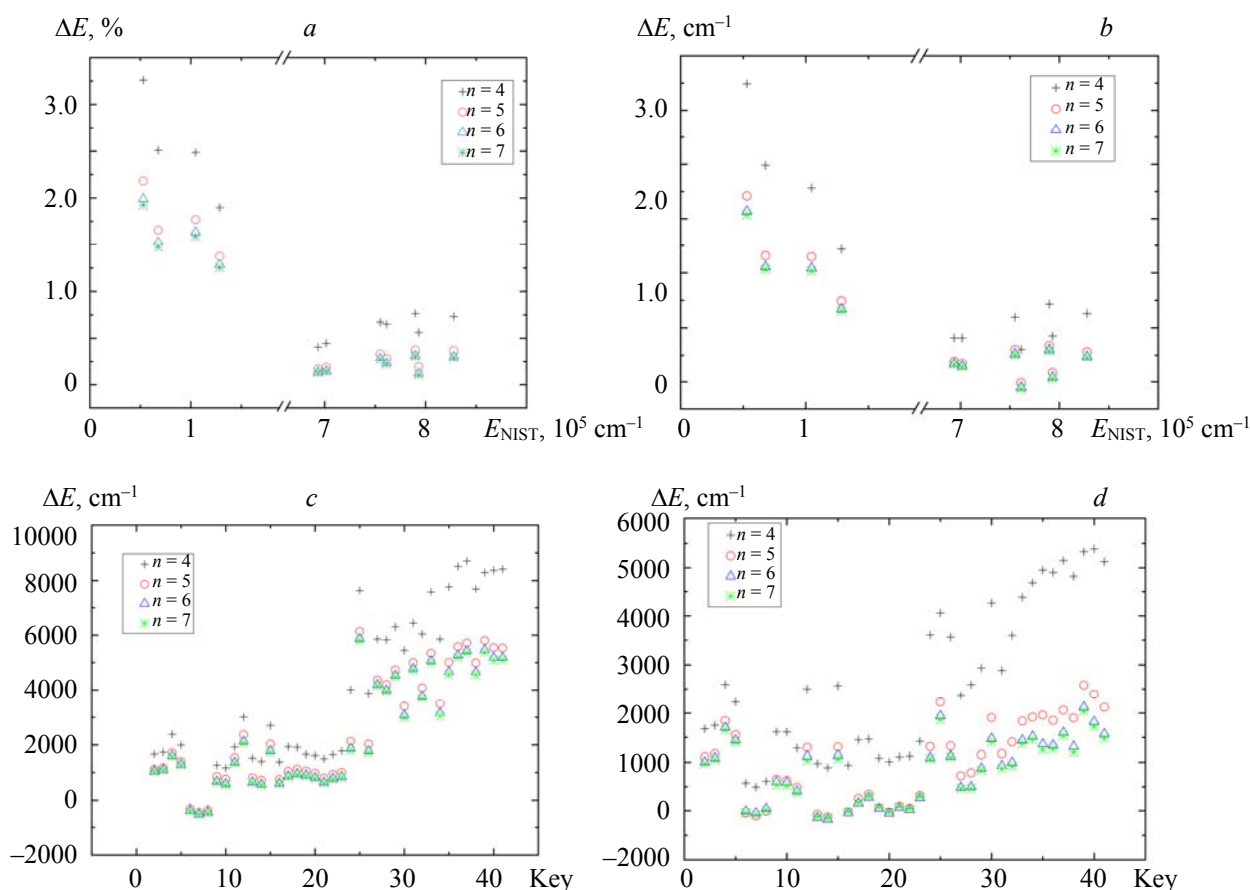 ΔE, % a
3.0
2.0
1.0
0
n = 4
n = 5
n = 6
n = 7
0 1 7 8 E_NIST, 10^5 cm^–1
ΔE, cm^–1 b
3.0
2.0
1.0
0
n = 4
n = 5
n = 6
n = 7
0 1 7 8 E_NIST, 10^5 cm^–1
ΔE, cm^–1 c
10000
8000
6000
4000
2000
0
–2000
n = 4
n = 5
n = 6
n = 7
0 10 20 30 40 Key
ΔE, cm^–1 d
6000
5000
4000
3000
2000
1000
0
–2000
n = 4
n = 5
n = 6
n = 7
0 10 20 30 40 Key